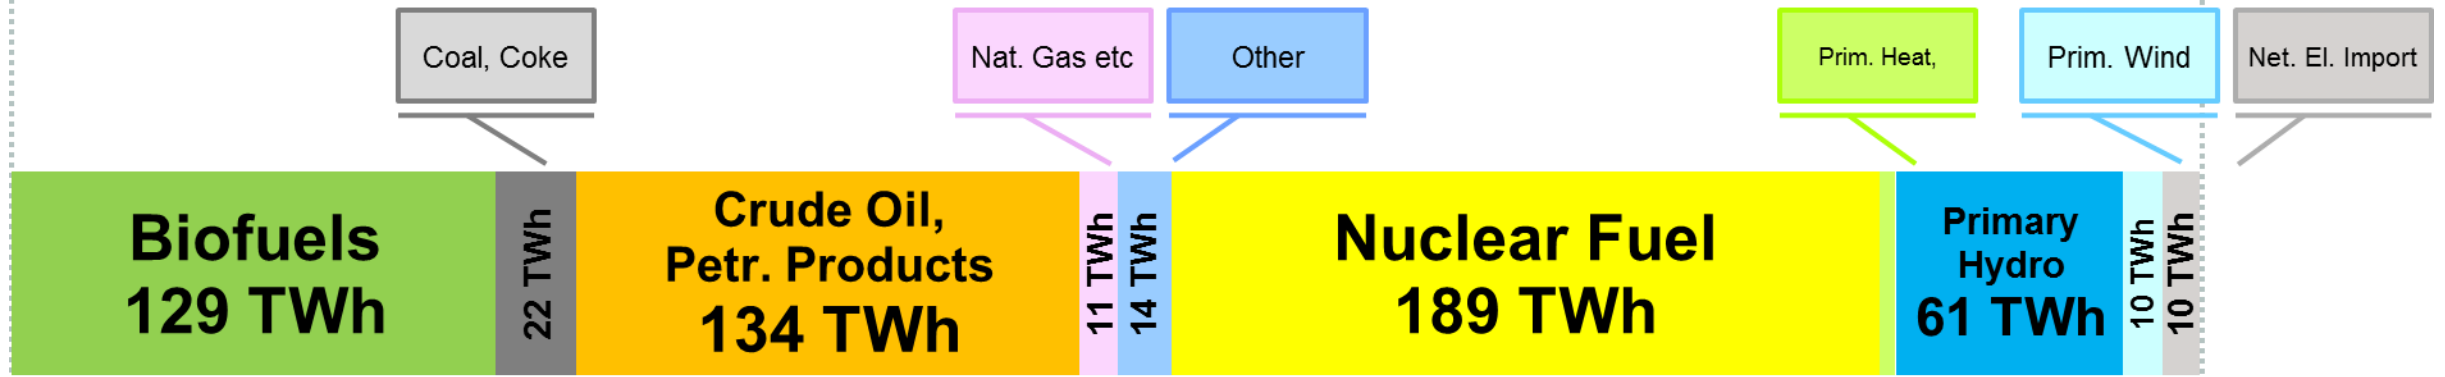 Coal, Coke
Nat. Gas etc
Other
Prim. Heat,
Prim. Wind
Net. El. Import
Biofuels
129 TWh
22 TWh
Crude Oil,
Petr. Products
134 TWh
11 TWh
14 TWh
Nuclear Fuel
189 TWh
Primary
Hydro
61 TWh
10 TWh
10 TWh